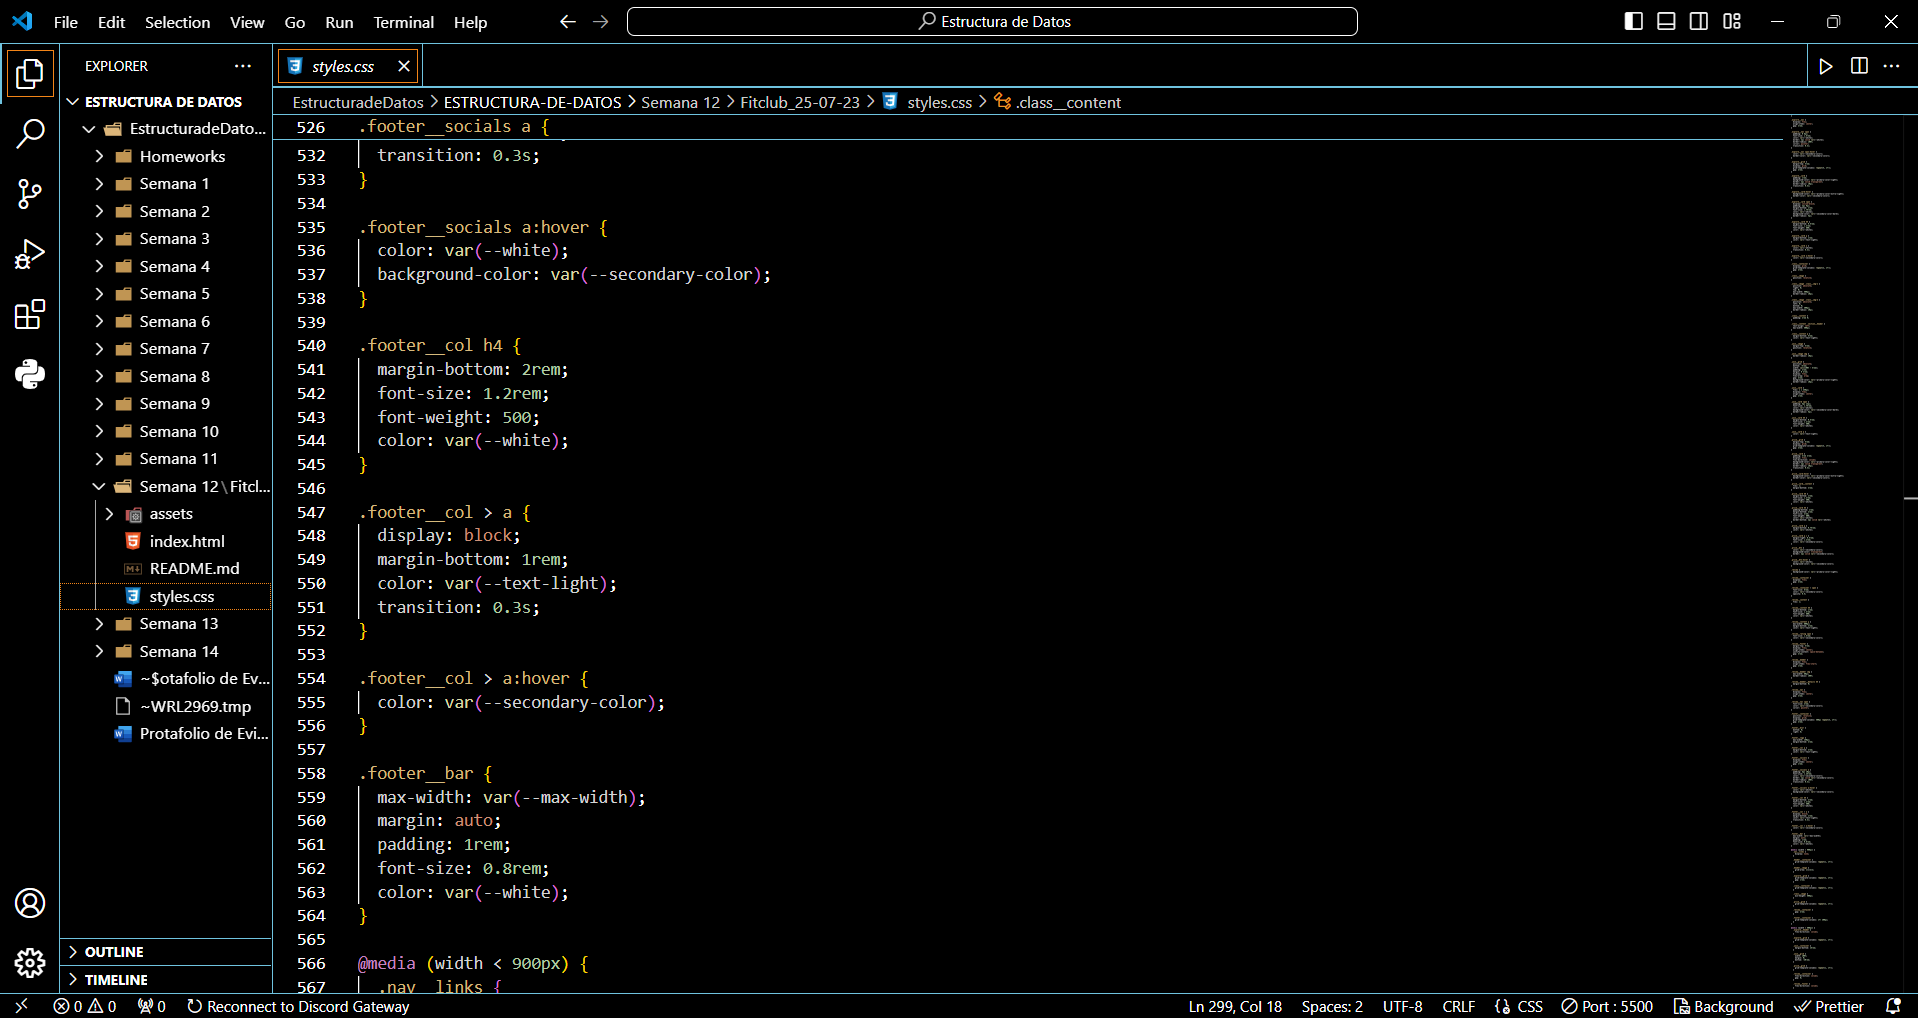 File Edit Selection View Go Run Terminal Help
Estructura de Datos
EXPLORER
ESTRUCTURA DE DATOS
EstructuradeDato...
Homeworks
Semana 1
Semana 2
Semana 3
Semana 4
Semana 5
Semana 6
Semana 7
Semana 8
Semana 9
Semana 10
Semana 11
Semana 12\Fitcl...
assets
index.html
README.md
styles.css
Semana 13
Semana 14
~$otafolio de Ev...
~WRL2969.tmp
Protafolio de Evi...
OUTLINE
TIMELINE
styles.css
EstructuradeDatos > ESTRUCTURA-DE-DATOS > Semana 12 > Fitclub_25-07-23 > styles.css > .class__content
526 .footer__socials a {
532 transition: 0.3s;
533 }
534
535 .footer__socials a:hover {
536 color: var(--white);
537 background-color: var(--secondary-color);
538 }
539
540 .footer__col h4 {
541 margin-bottom: 2rem;
542 font-size: 1.2rem;
543 font-weight: 500;
544 color: var(--white);
545 }
546
547 .footer__col > a {
548 display: block;
549 margin-bottom: 1rem;
550 color: var(--text-light);
551 transition: 0.3s;
552 }
553
554 .footer__col > a:hover {
555 color: var(--secondary-color);
556 }
557
558 .footer__bar {
559 max-width: var(--max-width);
560 margin: auto;
561 padding: 1rem;
562 font-size: 0.8rem;
563 color: var(--white);
564 }
565
566 @media (width < 900px) {
567 .nav__links {
0 0 0 Reconnect to Discord Gateway
Ln 299, Col 18 Spaces: 2 UTF-8 CRLF {} CSS Port : 5500 Background Prettier